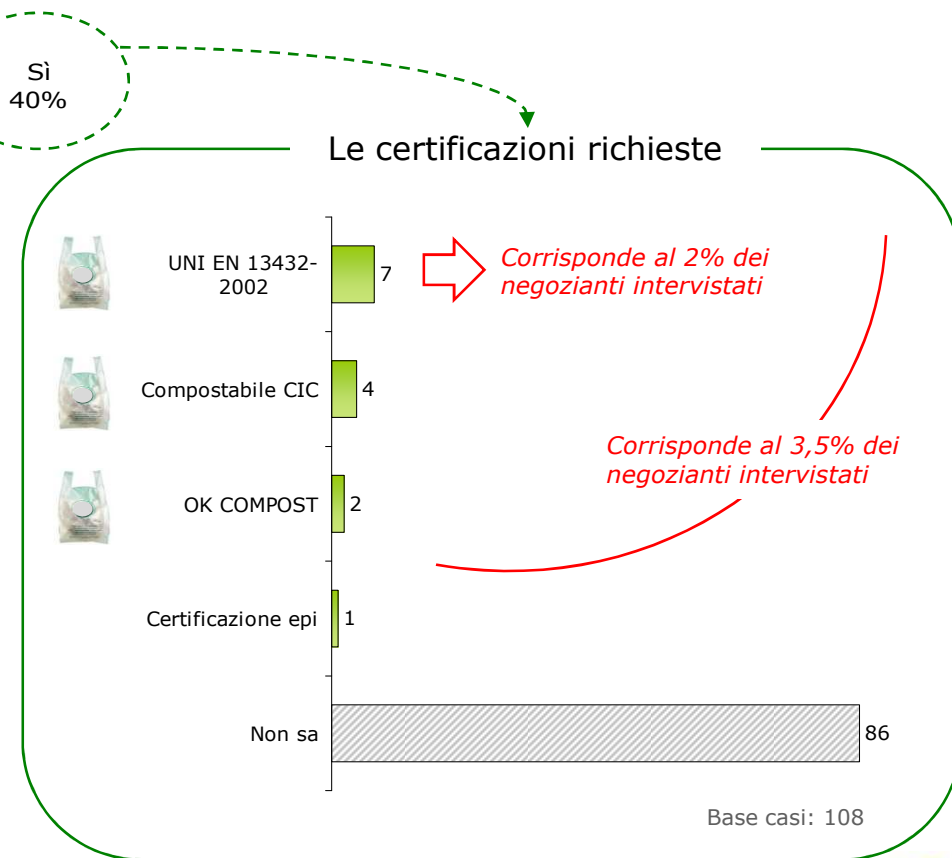 Sì
40%
Le certificazioni richieste
UNI EN 13432-
2002
7
Corrisponde al 2% dei
negozianti intervistati
Compostabile CIC
4
Corrisponde al 3,5% dei
negozianti intervistati
OK COMPOST
2
Certificazione epi
1
Non sa
86
Base casi: 108